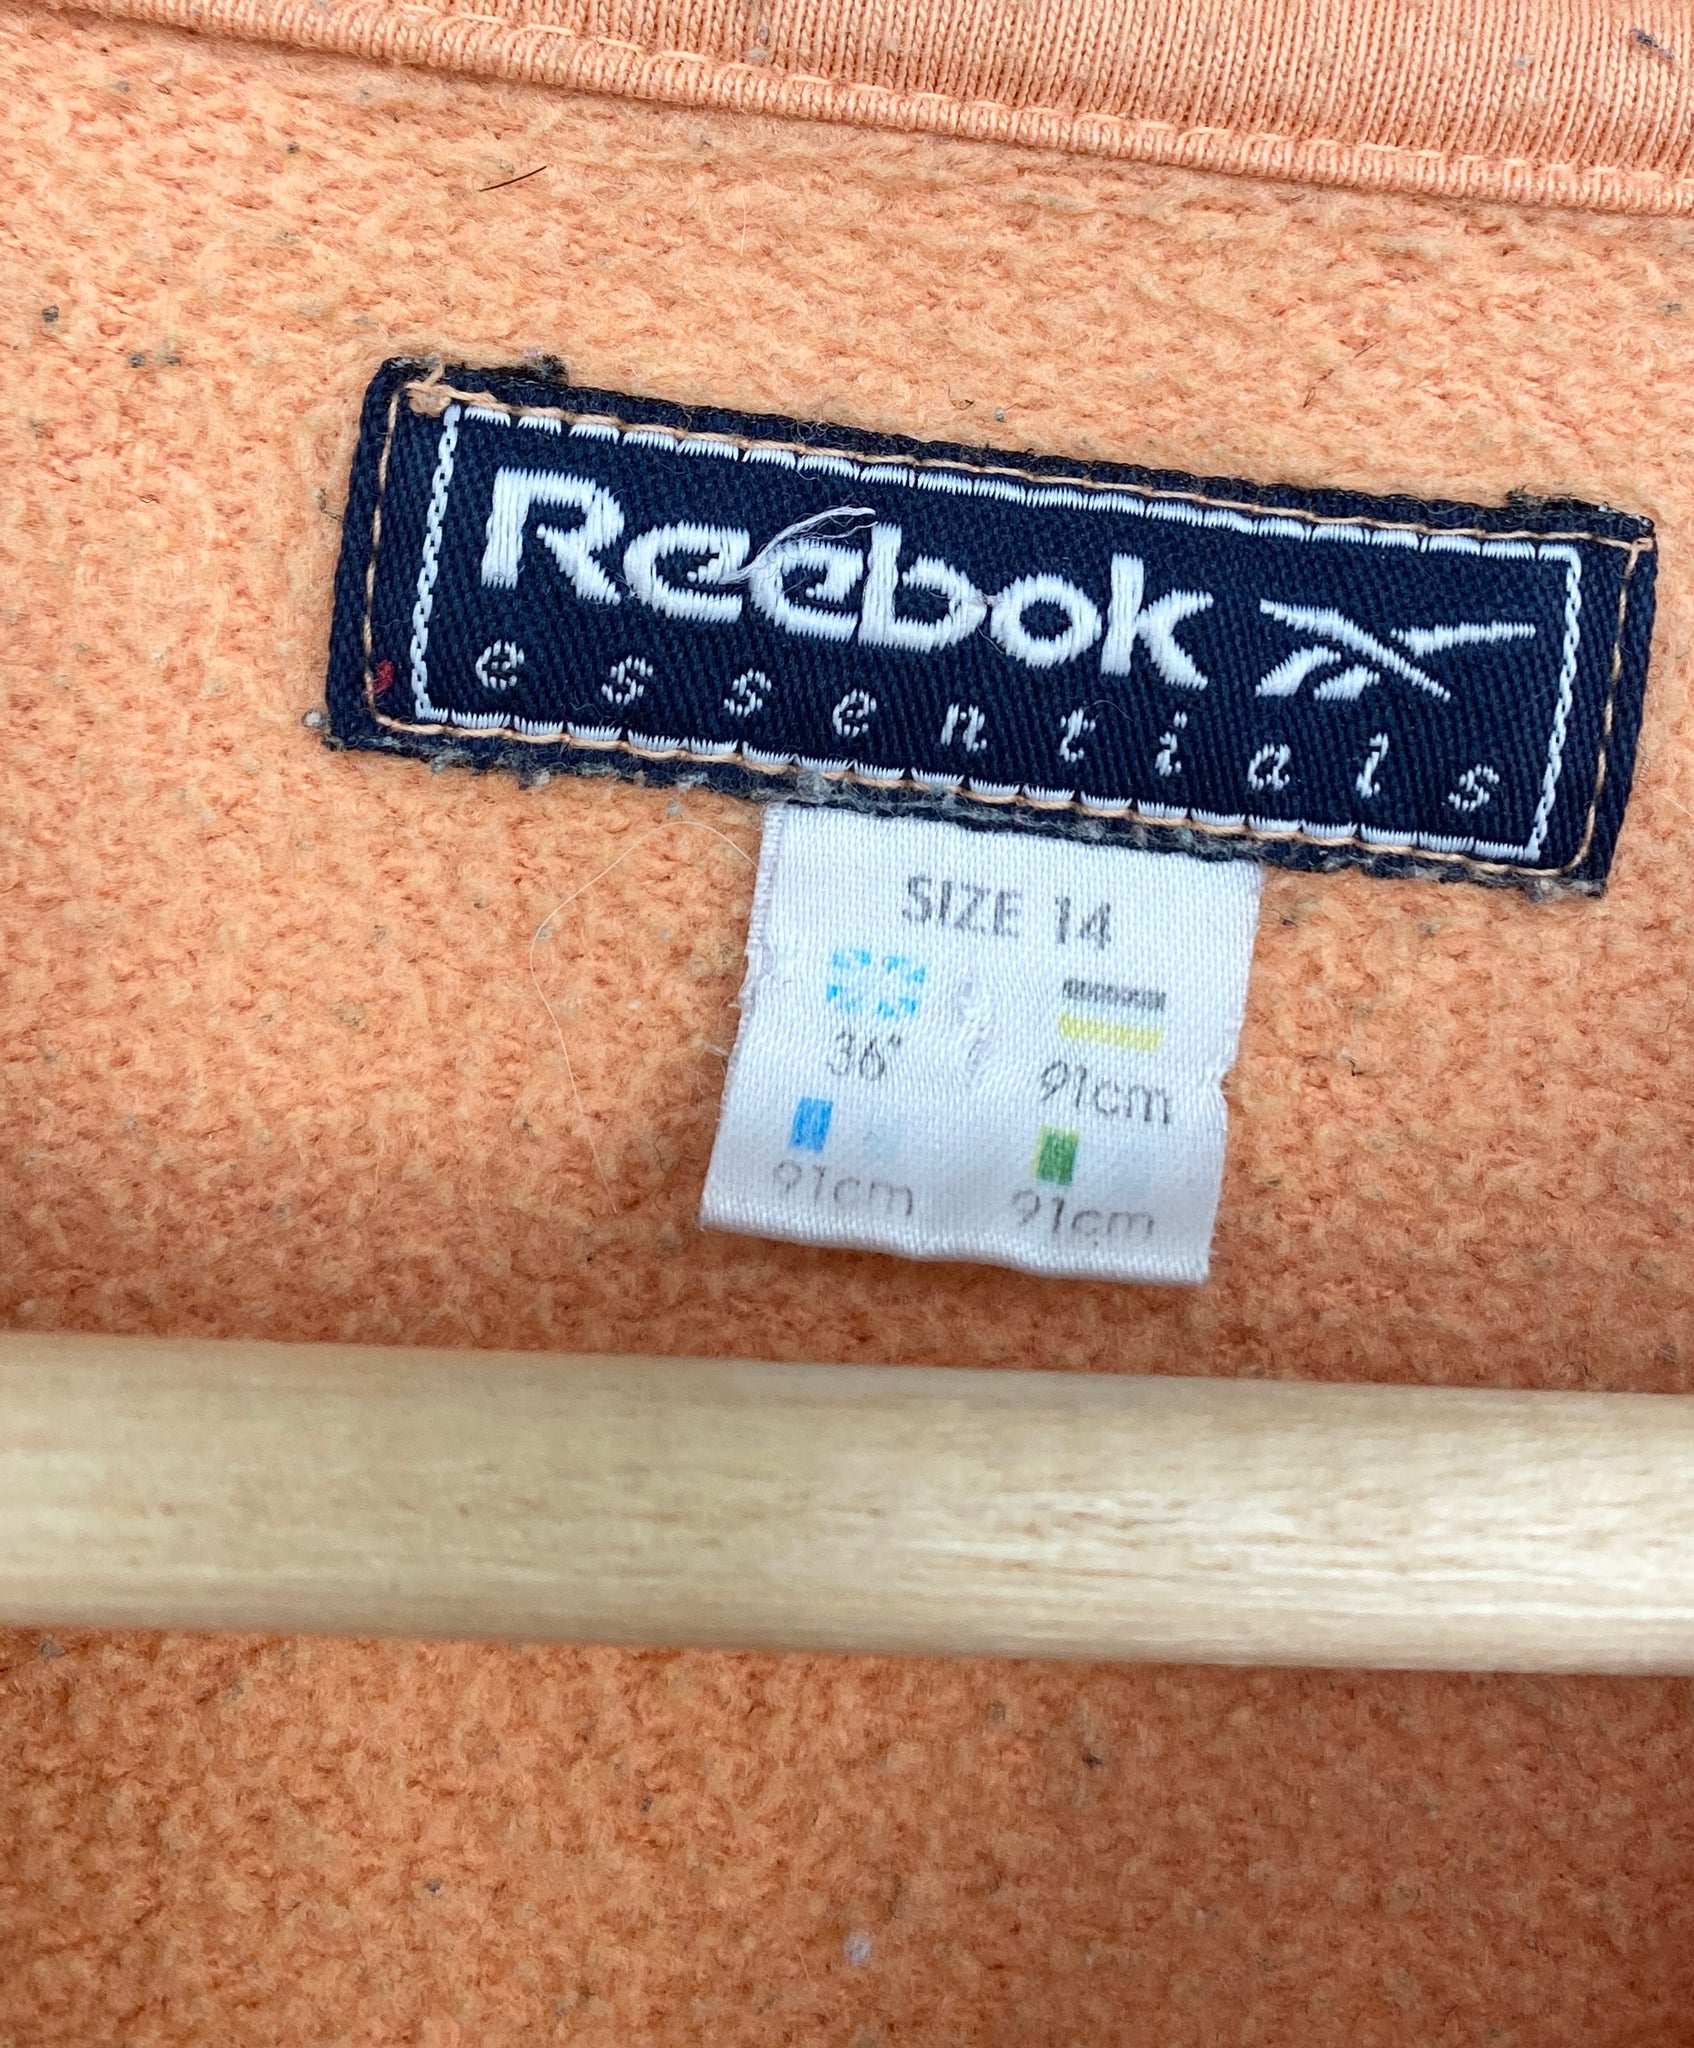 Reebok
essentials
SIZE 14
36"
91cm
91cm
91cm